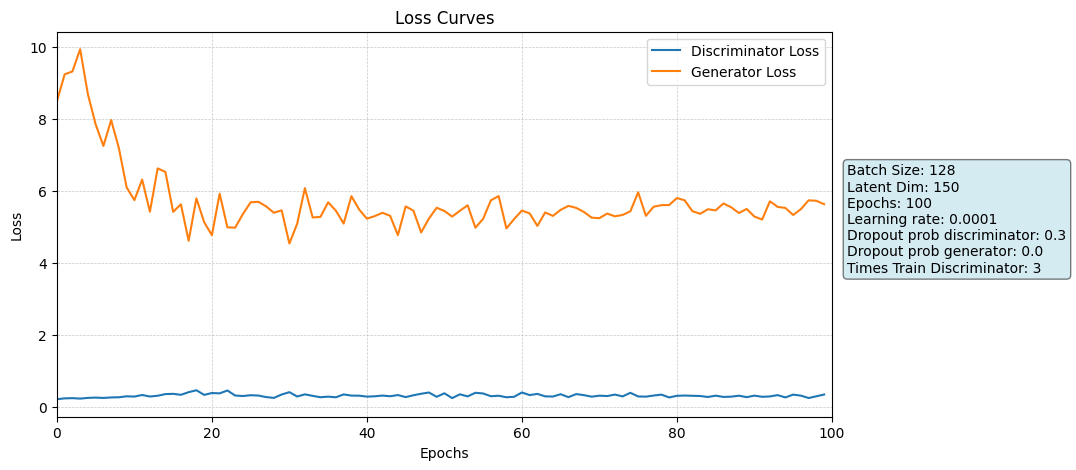 Loss Curves
Discriminator Loss
Generator Loss
10
8
6
4
2
0
Loss
0 20 40 60 80 100
Epochs
Batch Size: 128
Latent Dim: 150
Epochs: 100
Learning rate: 0.0001
Dropout prob discriminator: 0.3
Dropout prob generator: 0.0
Times Train Discriminator: 3